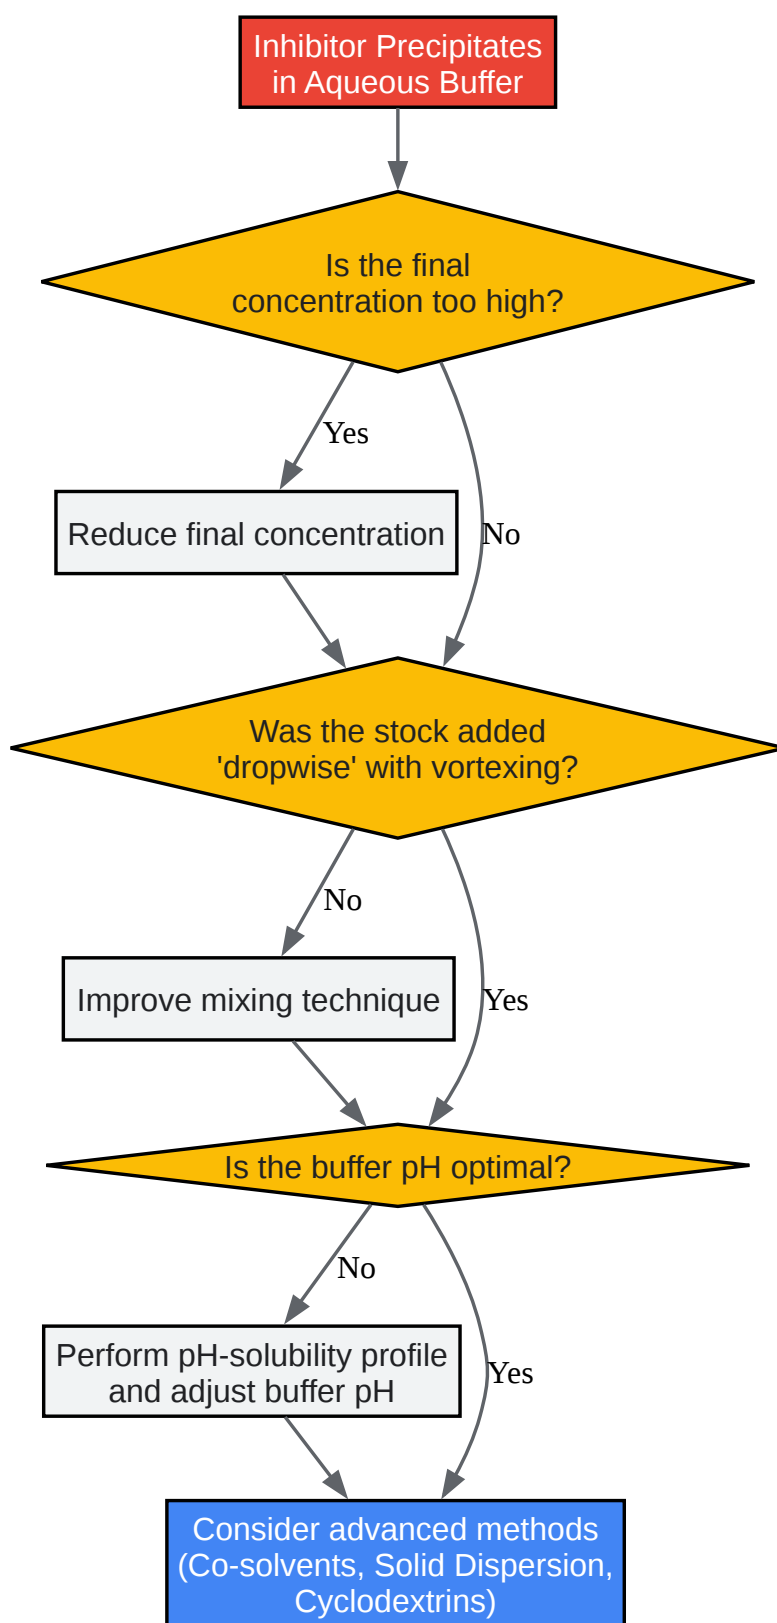 Inhibitor Precipitates
in Aqueous Buffer
Is the final
concentration too high?
Yes
Reduce final concentration
No
Was the stock added
'dropwise' with vortexing?
No
Improve mixing technique
Yes
Is the buffer pH optimal?
No
Perform pH-solubility profile
and adjust buffer pH
Yes
Consider advanced methods
(Co-solvents, Solid Dispersion,
Cyclodextrins)